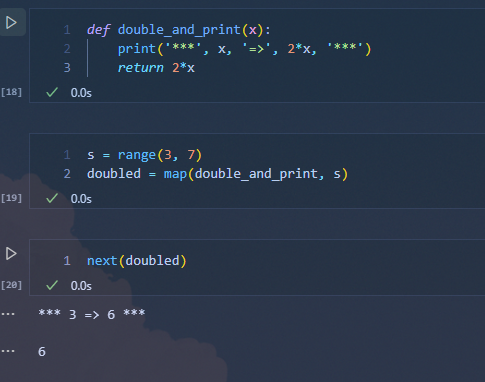 1 def double_and_print(x):
2     print('***', x, '=>', 2*x, '***')
3     return 2*x
[18] ✓ 0.0s
1 s = range(3, 7)
2 doubled = map(double_and_print, s)
[19] ✓ 0.0s
1 next(doubled)
[20] ✓ 0.0s
... *** 3 => 6 ***
... 6